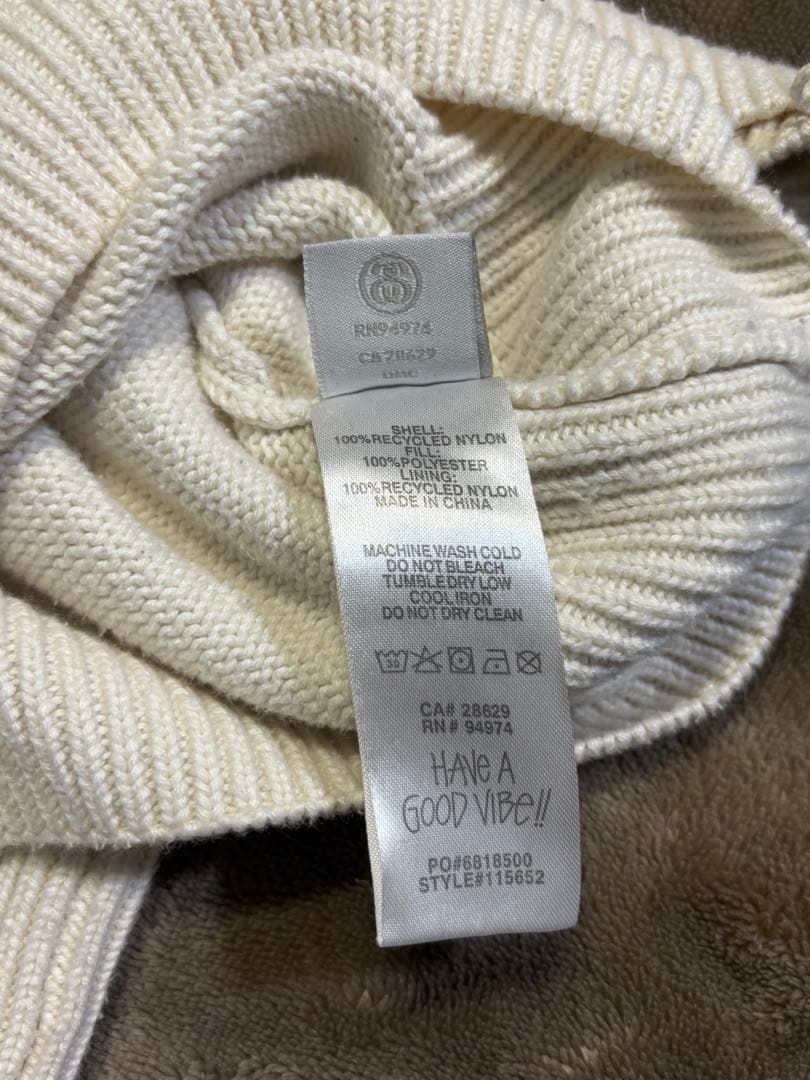 RN94974
CA28629
SHELL:
100%RECYCLED NYLON
FILL:
100%POLYESTER
LINING:
100%RECYCLED NYLON
MADE IN CHINA
MACHINE WASH COLD
DO NOT BLEACH
TUMBLE DRY LOW
COOL IRON
DO NOT DRY CLEAN
30
CA# 28629
RN # 94974
HAVe A
GOOD VIBe!!
PO#6818500
STYLE#115652